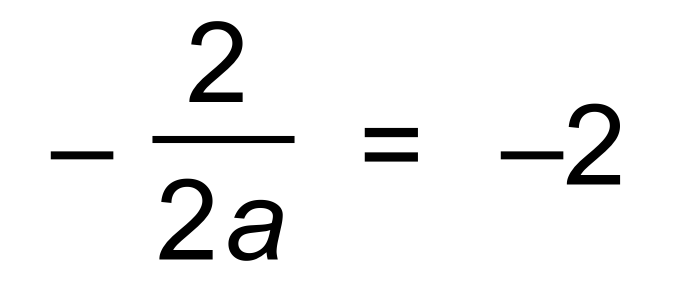 – 2/2a = –2